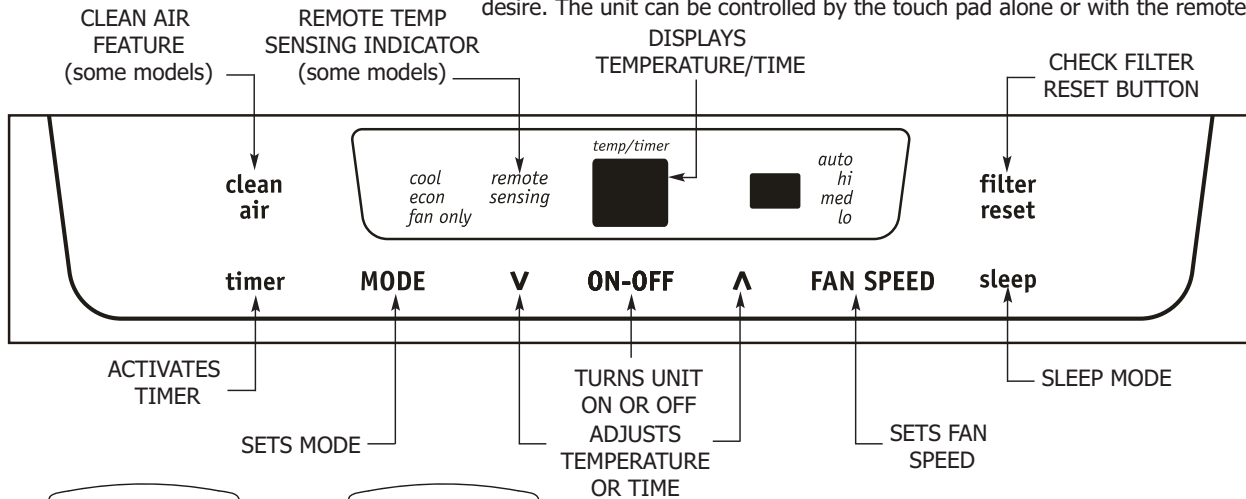 desire. The unit can be controlled by the touch pad alone or with the remote
CLEAN AIR
FEATURE
(some models)
REMOTE TEMP
SENSING INDICATOR
(some models)
DISPLAYS
TEMPERATURE/TIME
CHECK FILTER
RESET BUTTON
clean
air
cool
econ
fan only
remote
sensing
temp/timer
auto
hi
med
lo
filter
reset
timer MODE V ON-OFF Λ FAN SPEED sleep
ACTIVATES
TIMER
SETS MODE
TURNS UNIT
ON OR OFF
ADJUSTS
TEMPERATURE
OR TIME
SETS FAN
SPEED
SLEEP MODE